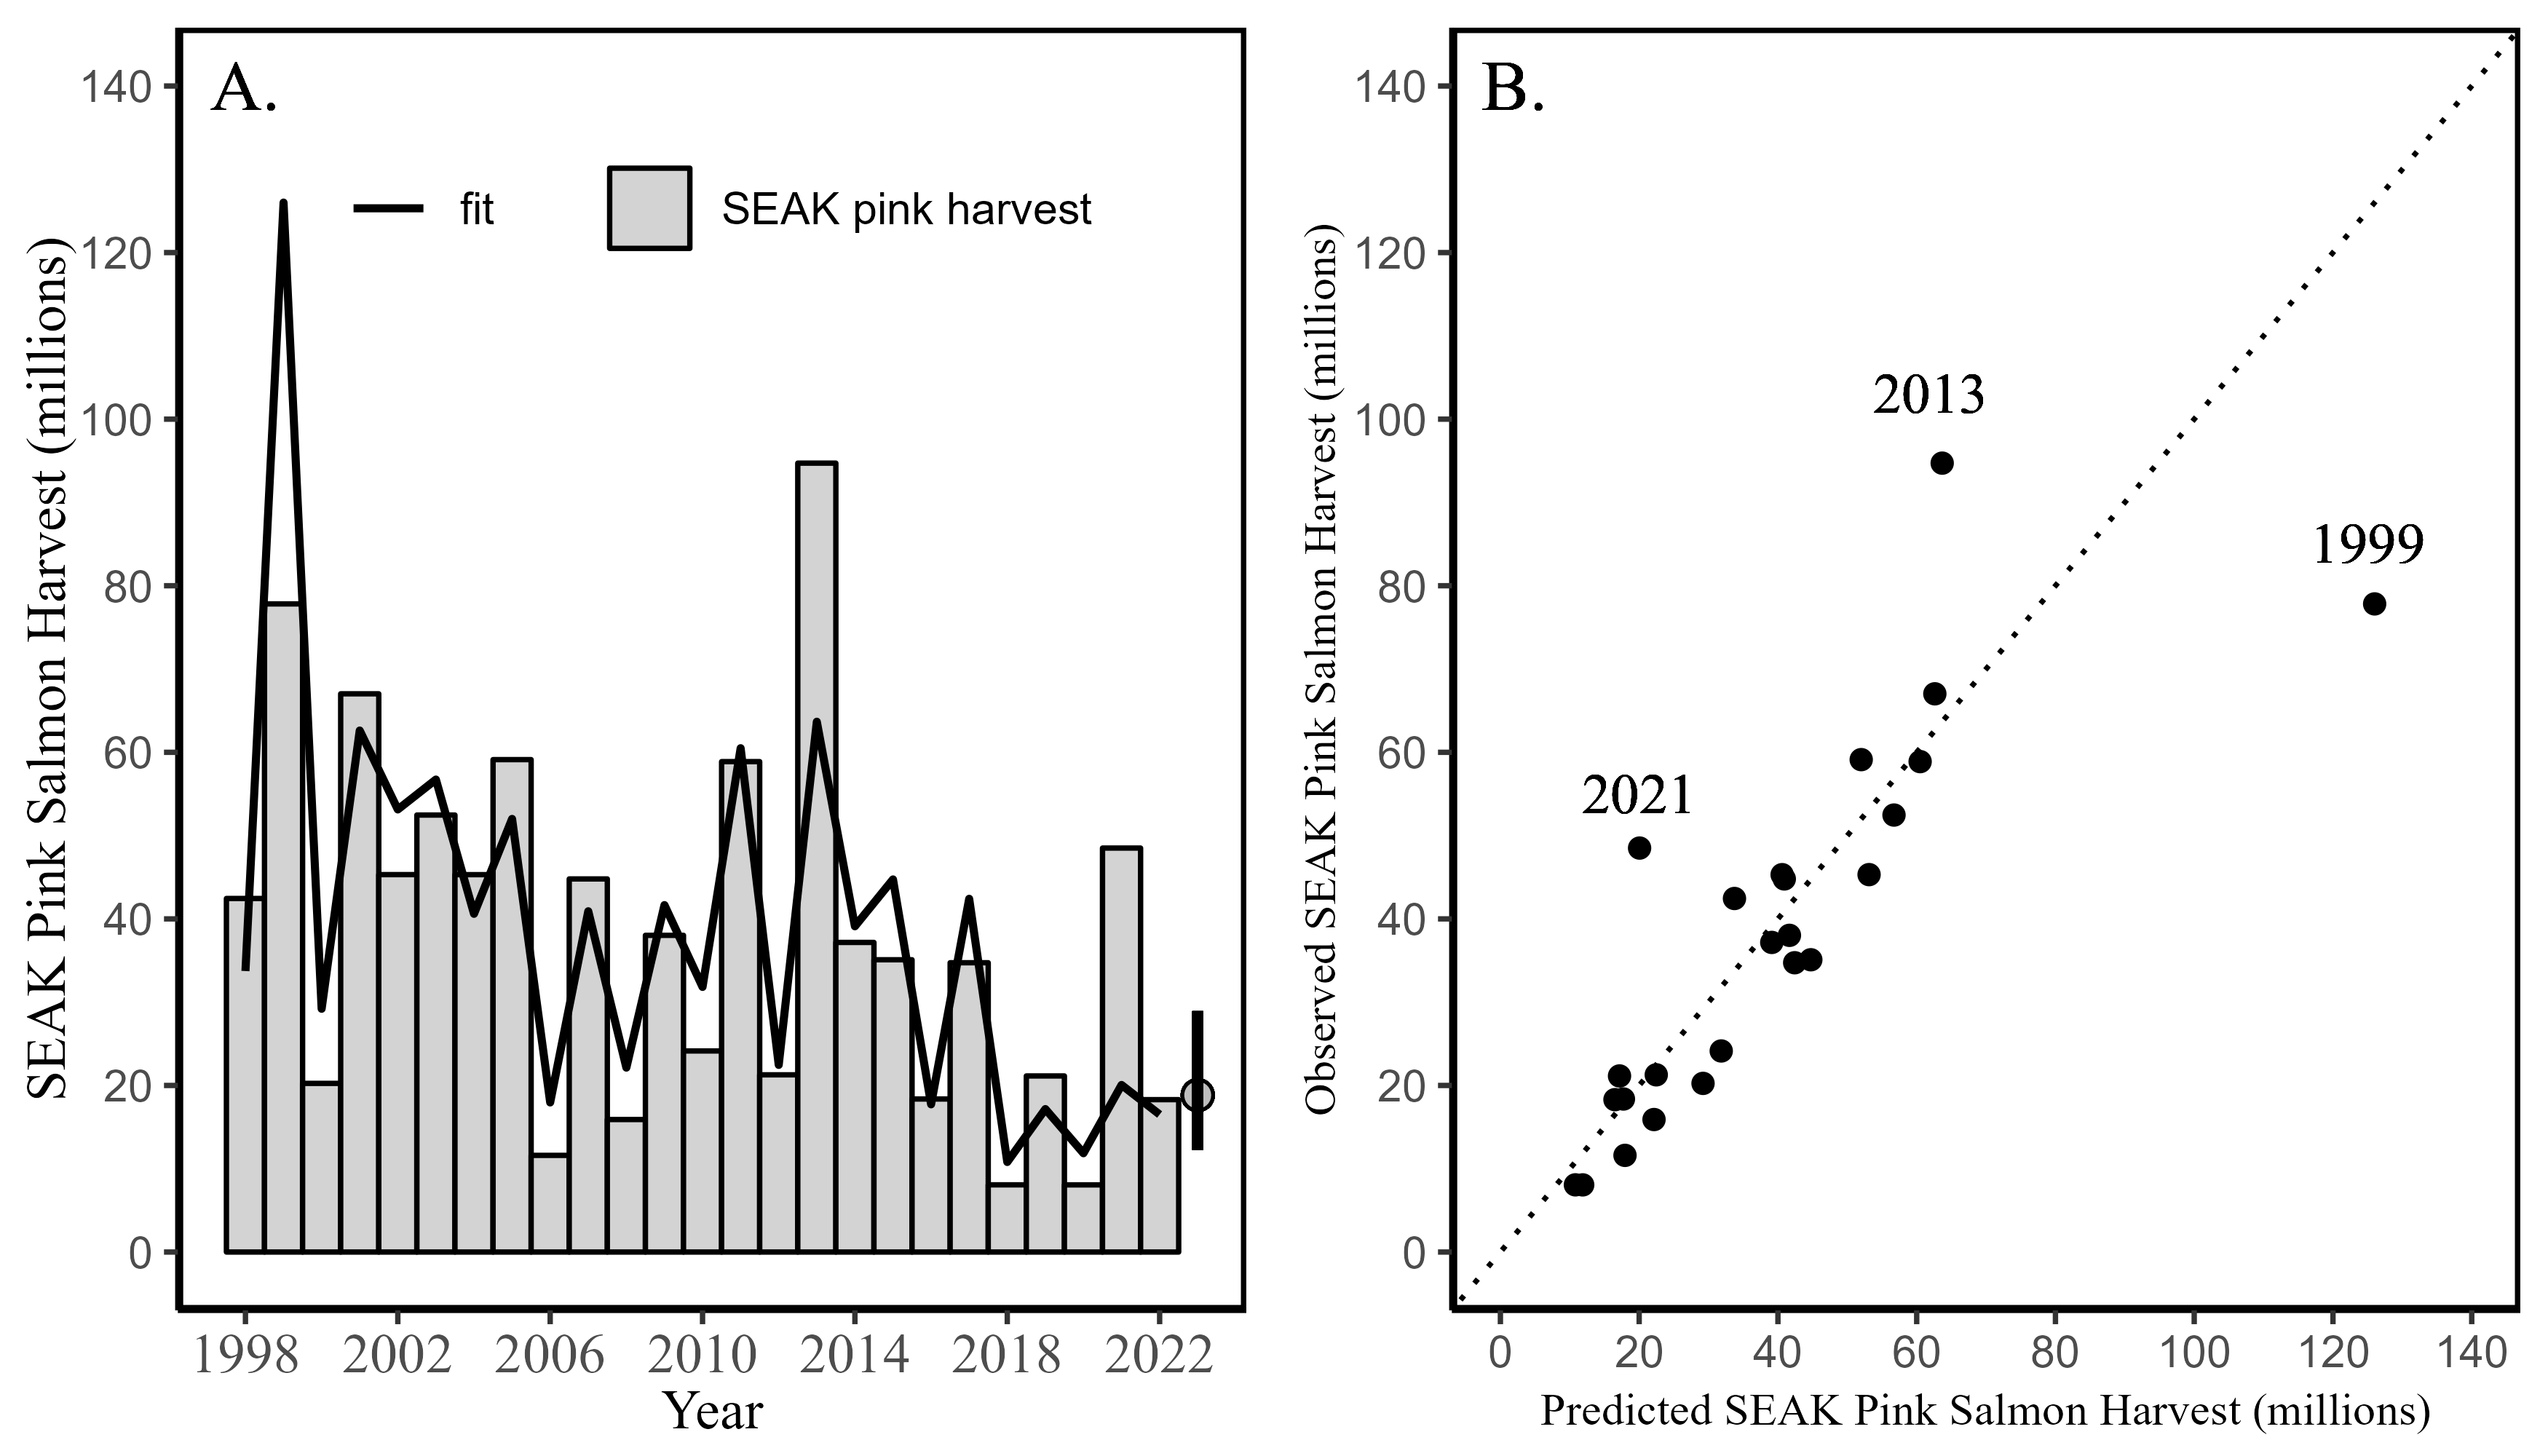 A.
fit
SEAK pink harvest
SEAK Pink Salmon Harvest (millions)
140
120
100
80
60
40
20
0
1998 2002 2006 2010 2014 2018 2022
Year
B.
2013
1999
2021
Observed SEAK Pink Salmon Harvest (millions)
140
120
100
80
60
40
20
0
0 20 40 60 80 100 120 140
Predicted SEAK Pink Salmon Harvest (millions)